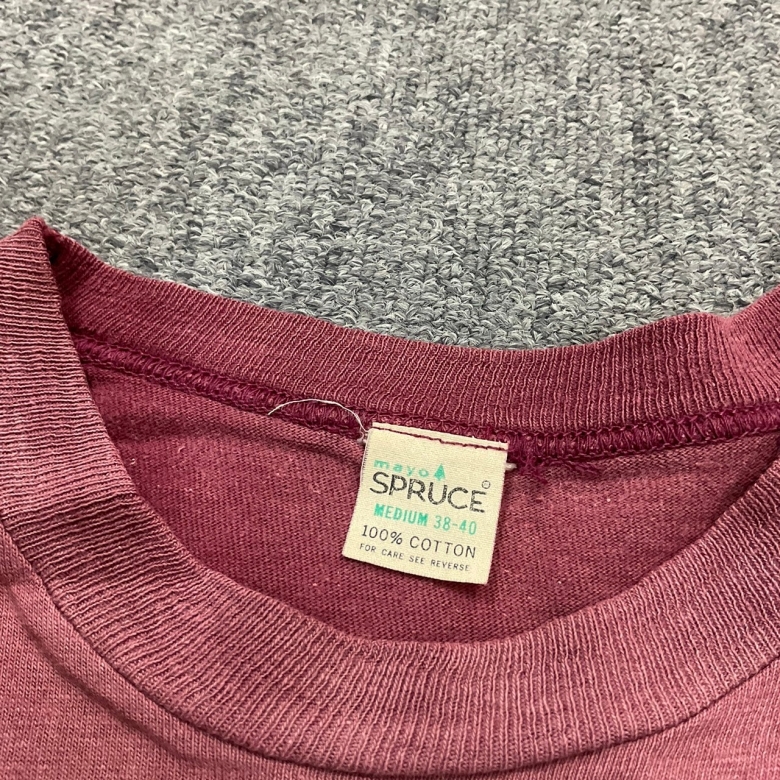 mayo
SPRUCE®
MEDIUM 38-40
100% COTTON
FOR CARE SEE REVERSE